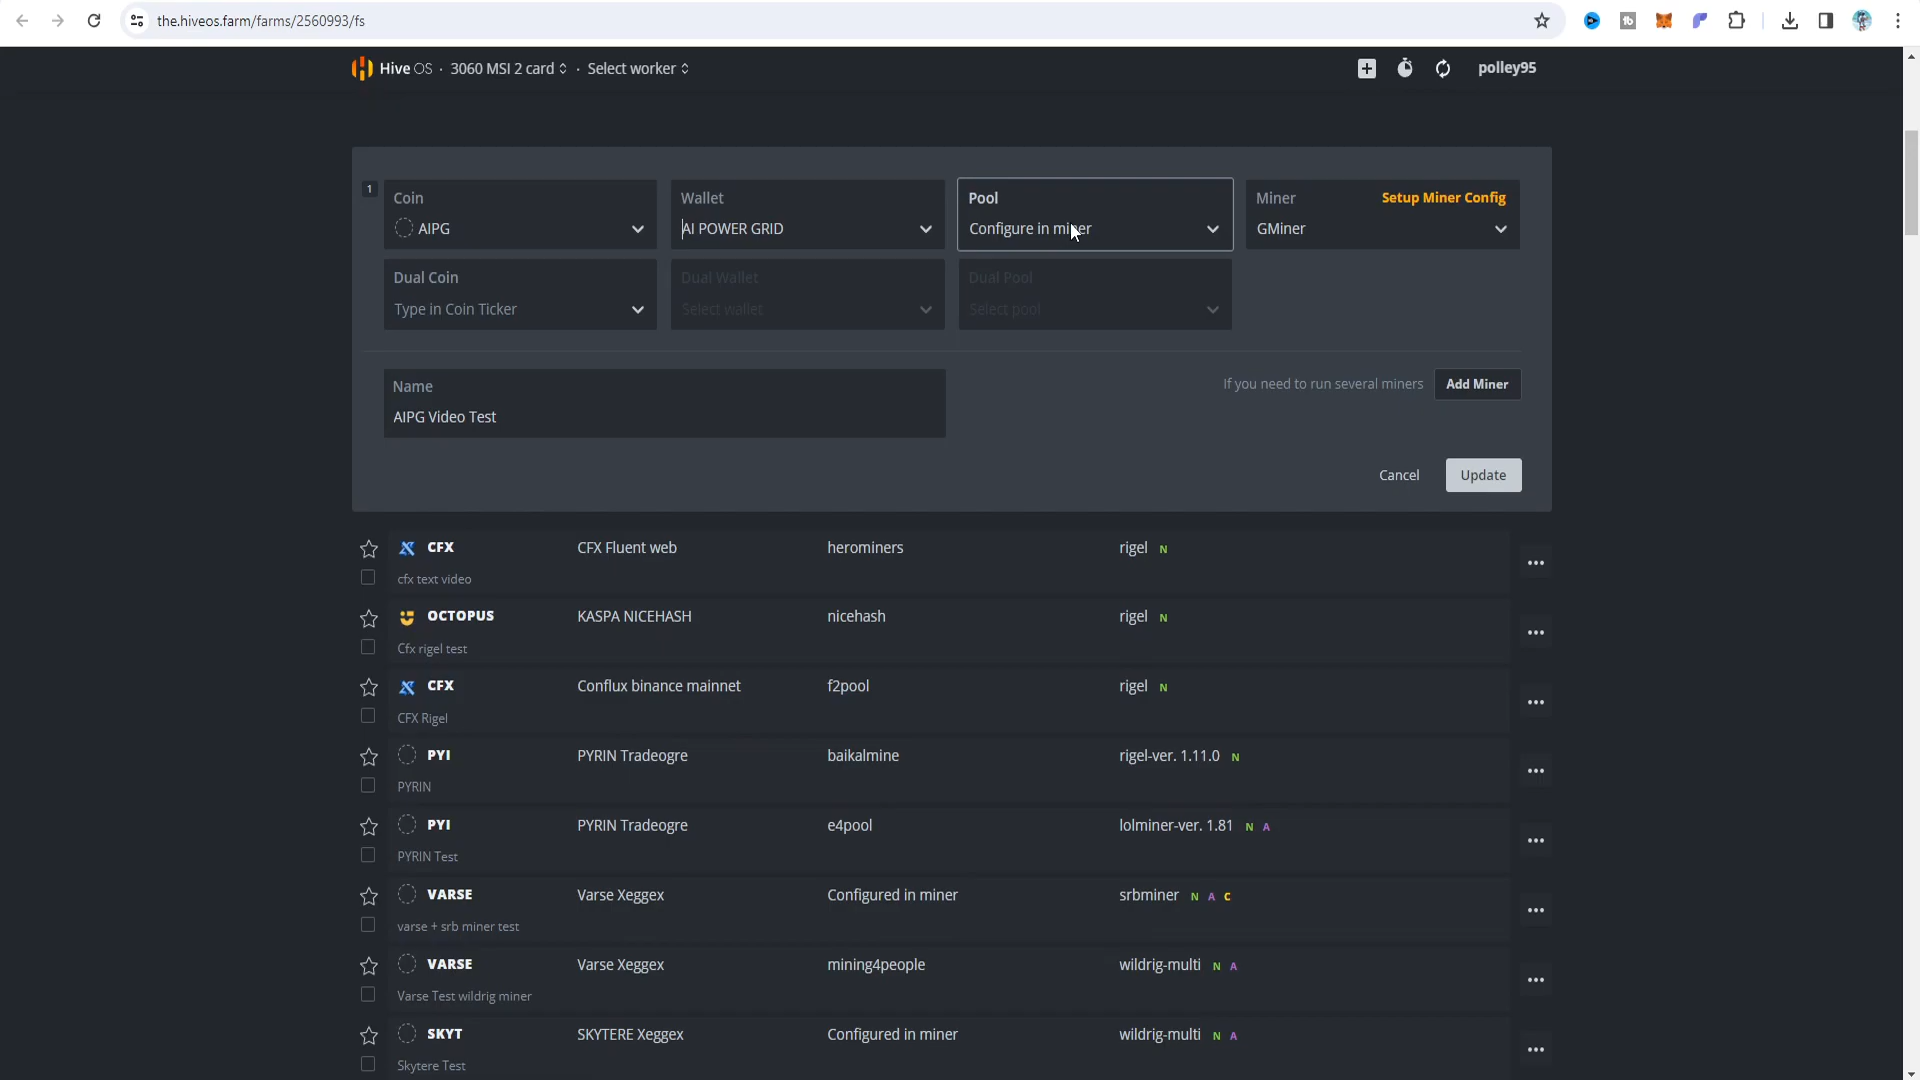 the.hiveos.farm/farms/2560993/fs
Hive OS · 3060 MSI 2 card · Select worker
polley95
1
Coin
AIPG
Wallet
AI POWER GRID
Pool
Configure in miner
Miner
Setup Miner Config
GMiner
Dual Coin
Type in Coin Ticker
Dual Wallet
Select wallet
Dual Pool
Select pool
Name
AIPG Video Test
If you need to run several miners
Add Miner
Cancel
Update
CFX CFX Fluent web herominers rigel N
cfx text video
OCTOPUS KASPA NICEHASH nicehash rigel N
Cfx rigel test
CFX Conflux binance mainnet f2pool rigel N
CFX Rigel
PYI PYRIN Tradeogre baikalmine rigel-ver. 1.11.0 N
PYRIN
PYI PYRIN Tradeogre e4pool lolminer-ver. 1.81 N A
PYRIN Test
VARSE Varse Xeggex Configured in miner srbminer N A C
varse + srb miner test
VARSE Varse Xeggex mining4people wildrig-multi N A
Varse Test wildrig miner
SKYT SKYTERE Xeggex Configured in miner wildrig-multi N A
Skytere Test